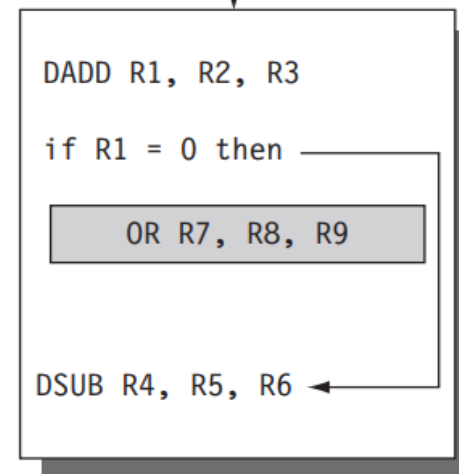 DADD R1, R2, R3
if R1 = 0 then
OR R7, R8, R9
DSUB R4, R5, R6